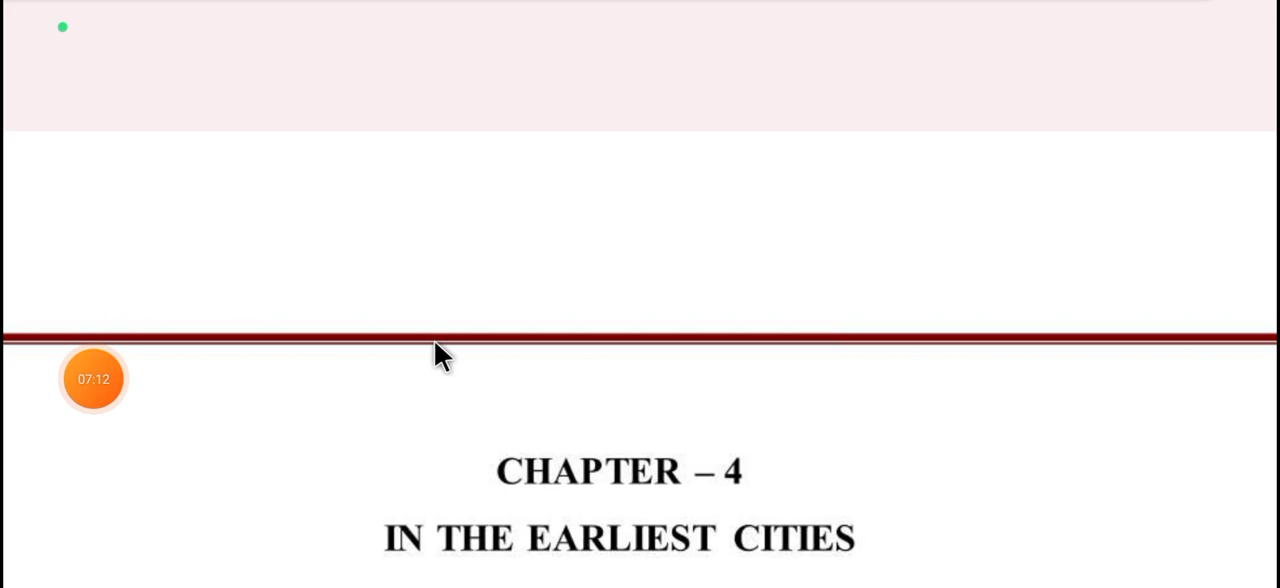 07:12
CHAPTER – 4
IN THE EARLIEST CITIES